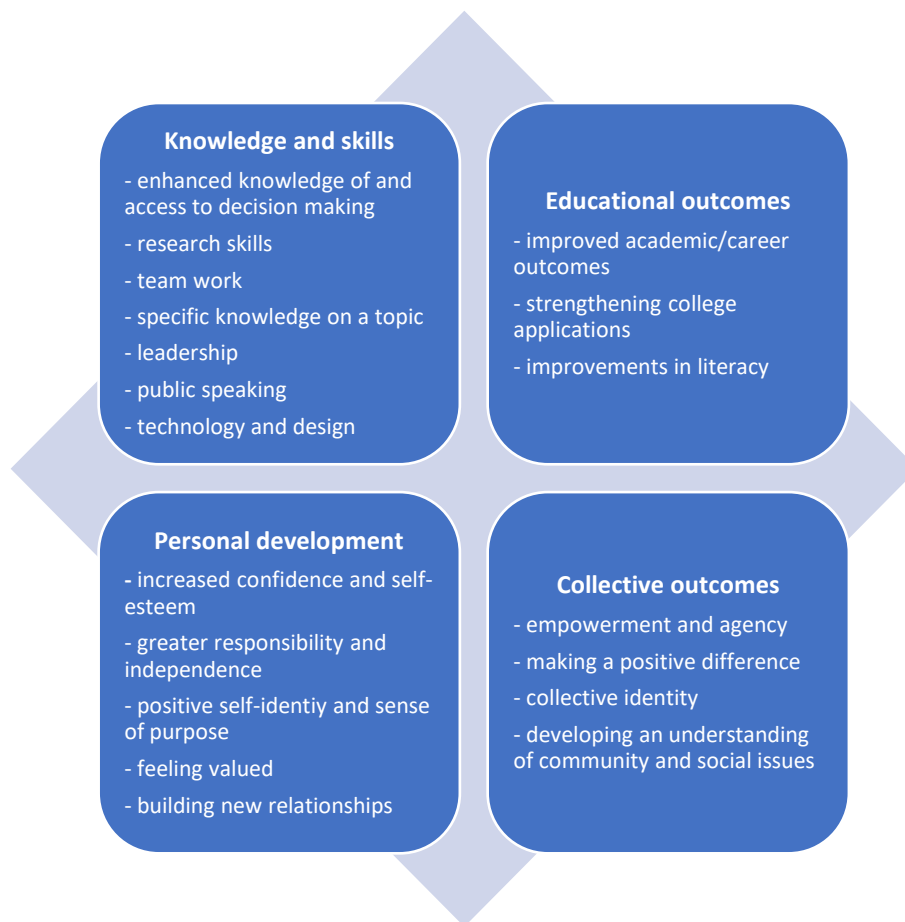 Knowledge and skills
- enhanced knowledge of and
access to decision making
- research skills
- team work
- specific knowledge on a topic
- leadership
- public speaking
- technology and design
Educational outcomes
- improved academic/career
outcomes
- strengthening college
applications
- improvements in literacy
Personal development
- increased confidence and self-
esteem
- greater responsibility and
independence
- positive self-identiy and sense
of purpose
- feeling valued
- building new relationships
Collective outcomes
- empowerment and agency
- making a positive difference
- collective identity
- developing an understanding
of community and social issues